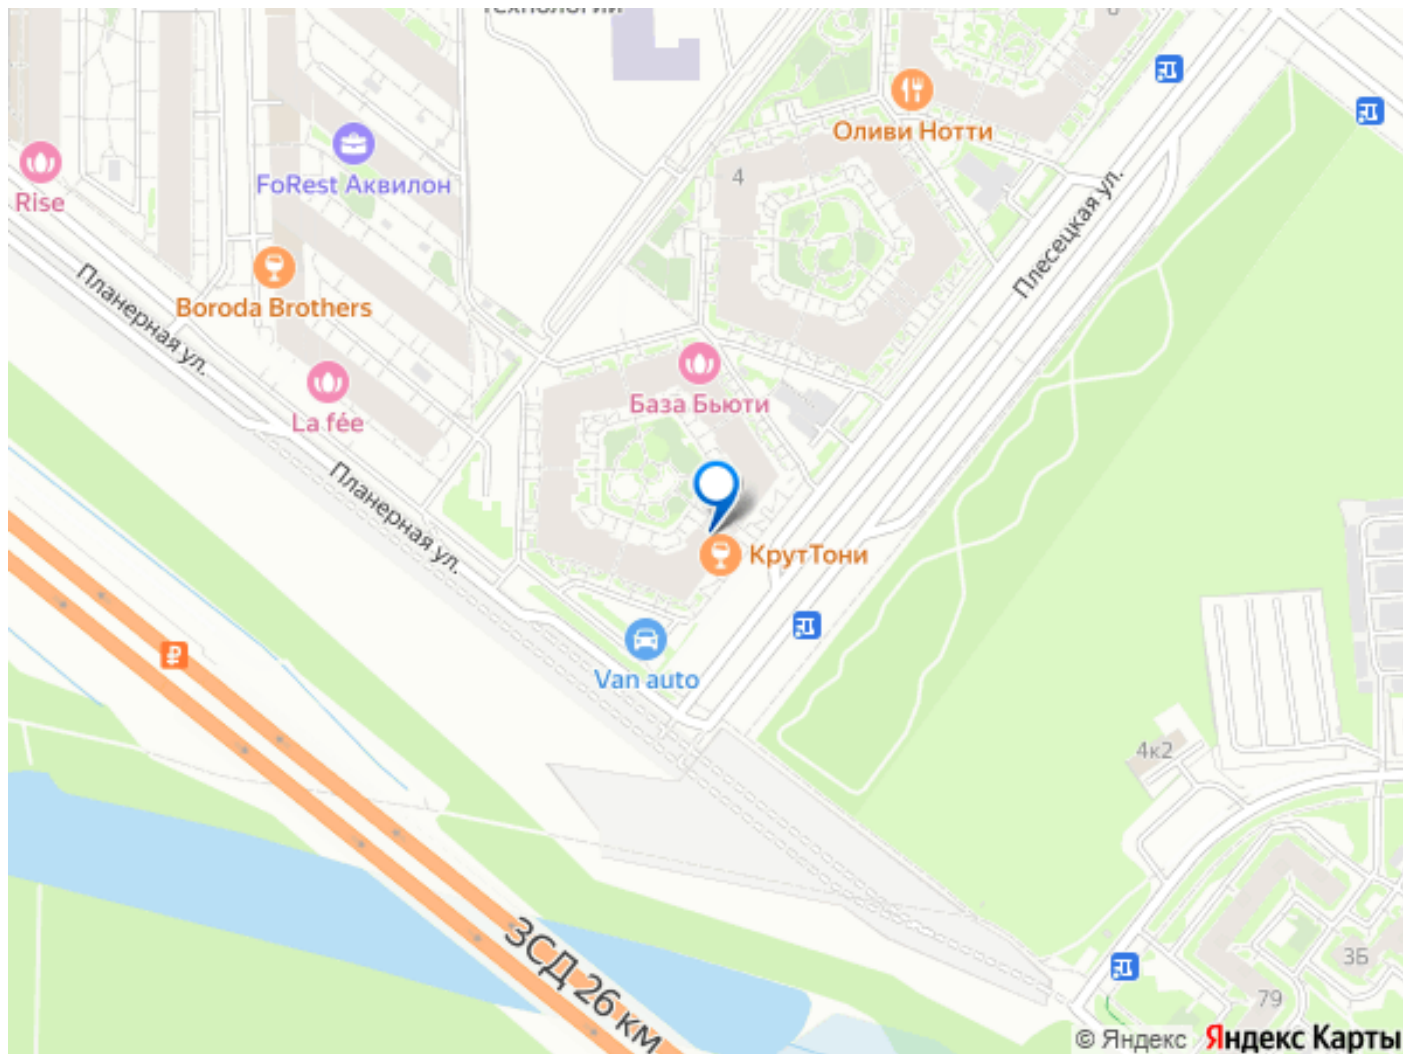 Оливи Нотти
4
FoRest Аквилон
Rise
Плесецкая ул.
Boroda Brothers
Планерная ул.
База Бьюти
La fée
Планерная ул.
КрутТони
Van auto
4к2
ЗСД 26 км
3Б
79
© Яндекс Яндекс Карты